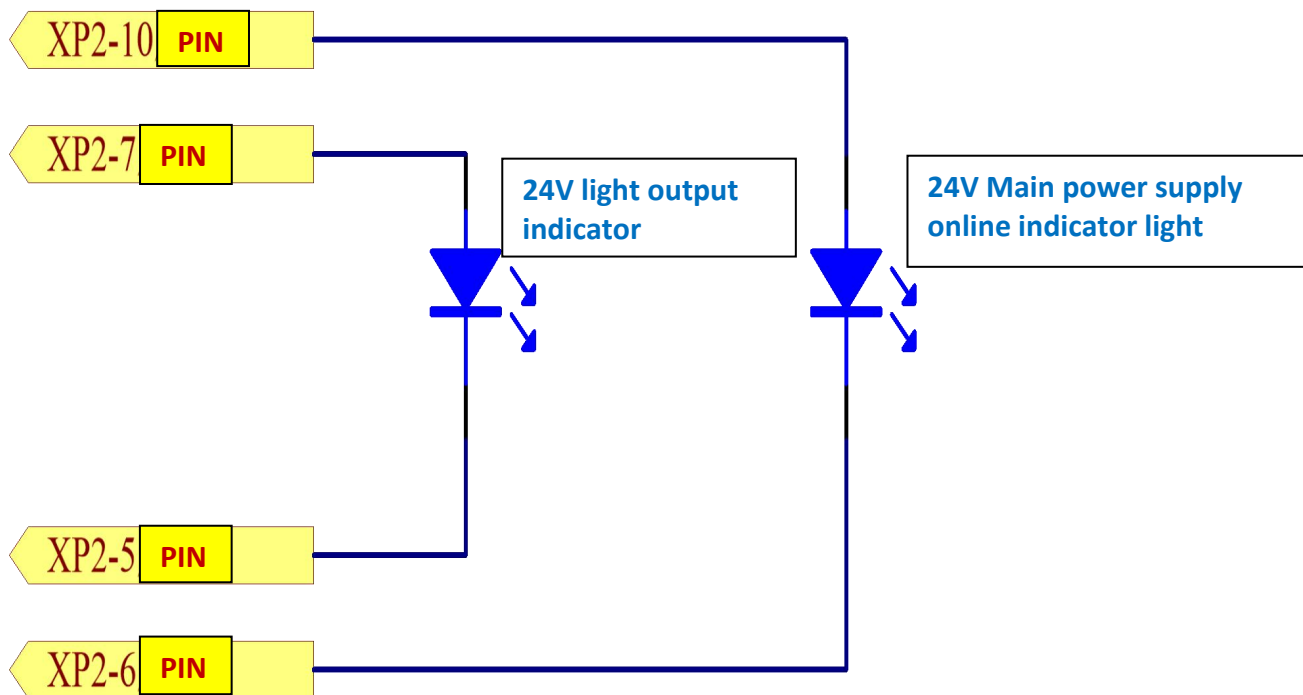 XP2-10 PIN
XP2-7 PIN
24V light output
indicator
24V Main power supply
online indicator light
XP2-5 PIN
XP2-6 PIN